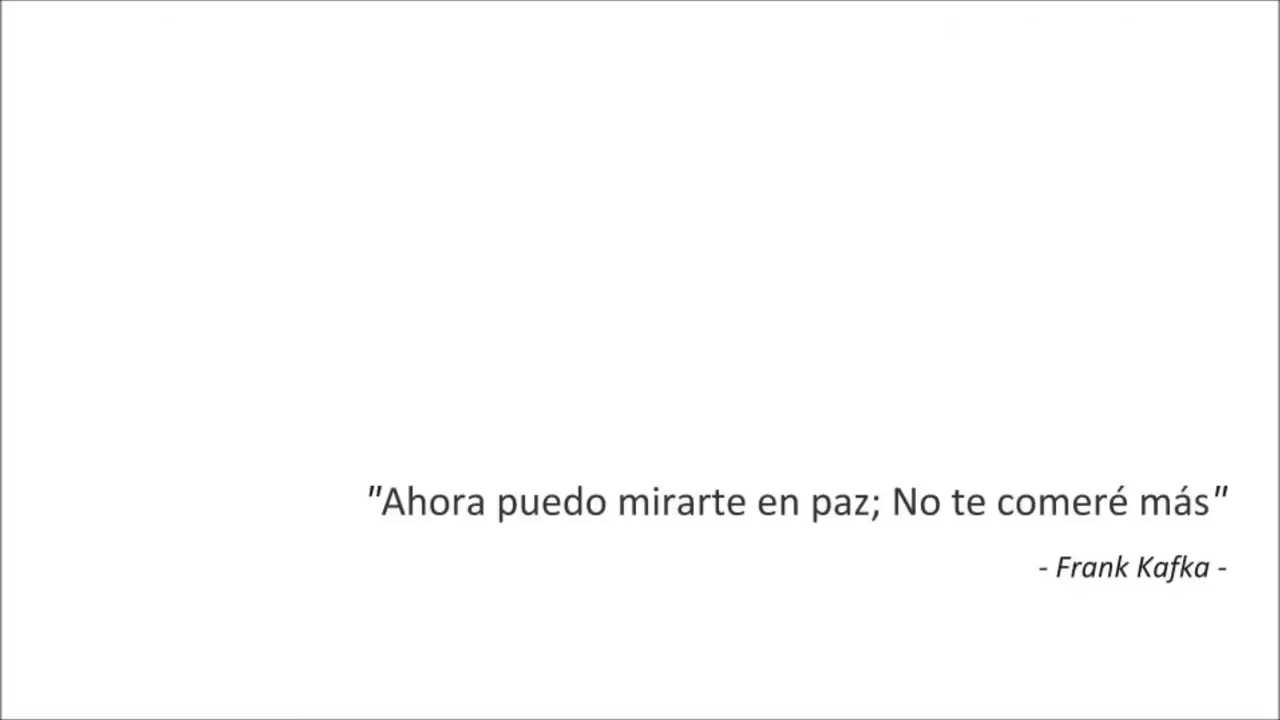 "Ahora puedo mirarte en paz; No te comeré más"
- Frank Kafka -